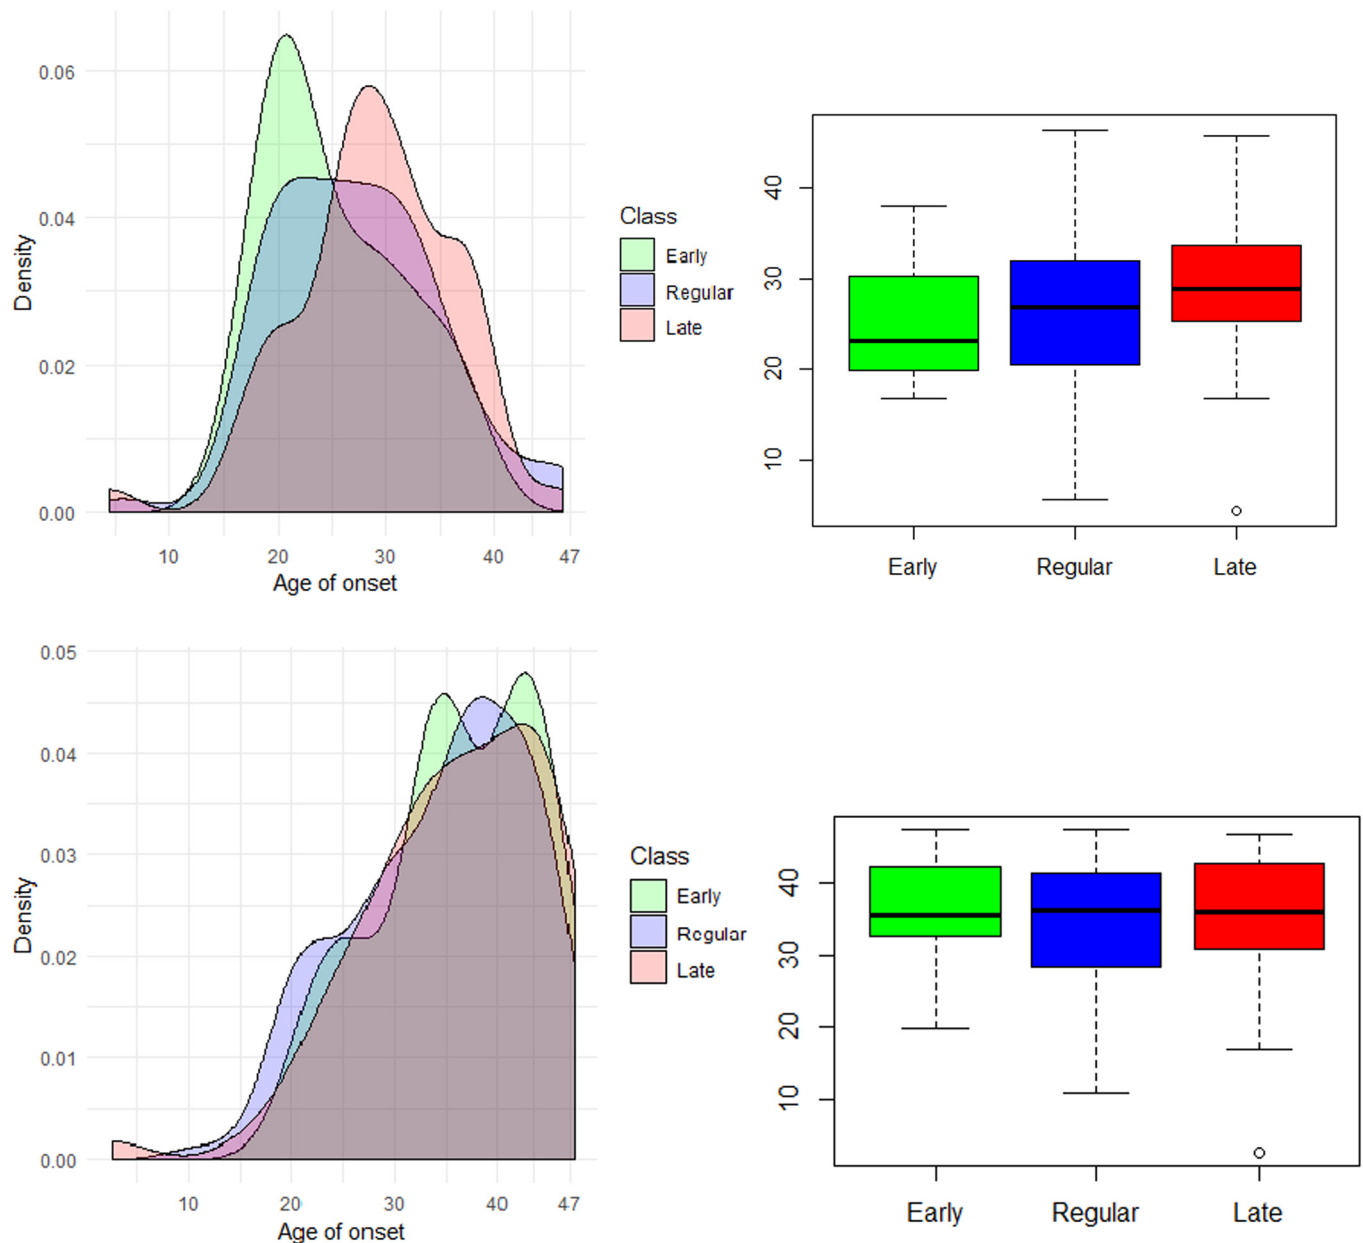 0.06
0.04
0.02
0.00
Density
10 20 30 40 47
Age of onset
Class
Early
Regular
Late
40
30
20
10
Early Regular Late
0.05
0.04
0.03
0.02
0.01
0.00
Density
10 20 30 40 47
Age of onset
Class
Early
Regular
Late
40
30
20
10
Early Regular Late